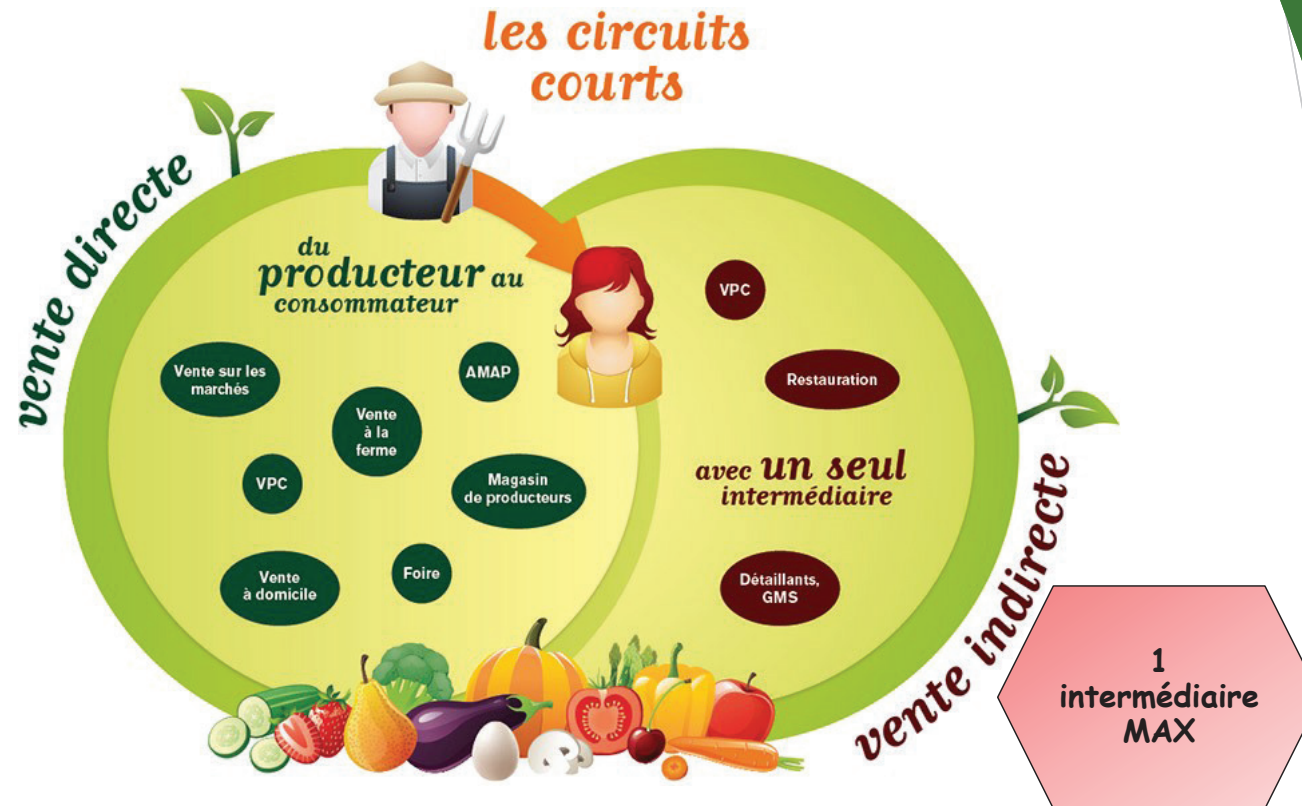 les circuits
courts
vente directe
du
producteur au
consommateur
Vente sur les
marchés
AMAP
Vente
à la
ferme
VPC
Magasin
de producteurs
Vente
à domicile
Foire
VPC
Restauration
avec un seul
intermédiaire
Détaillants,
GMS
vente indirecte
1
intermédiaire
MAX